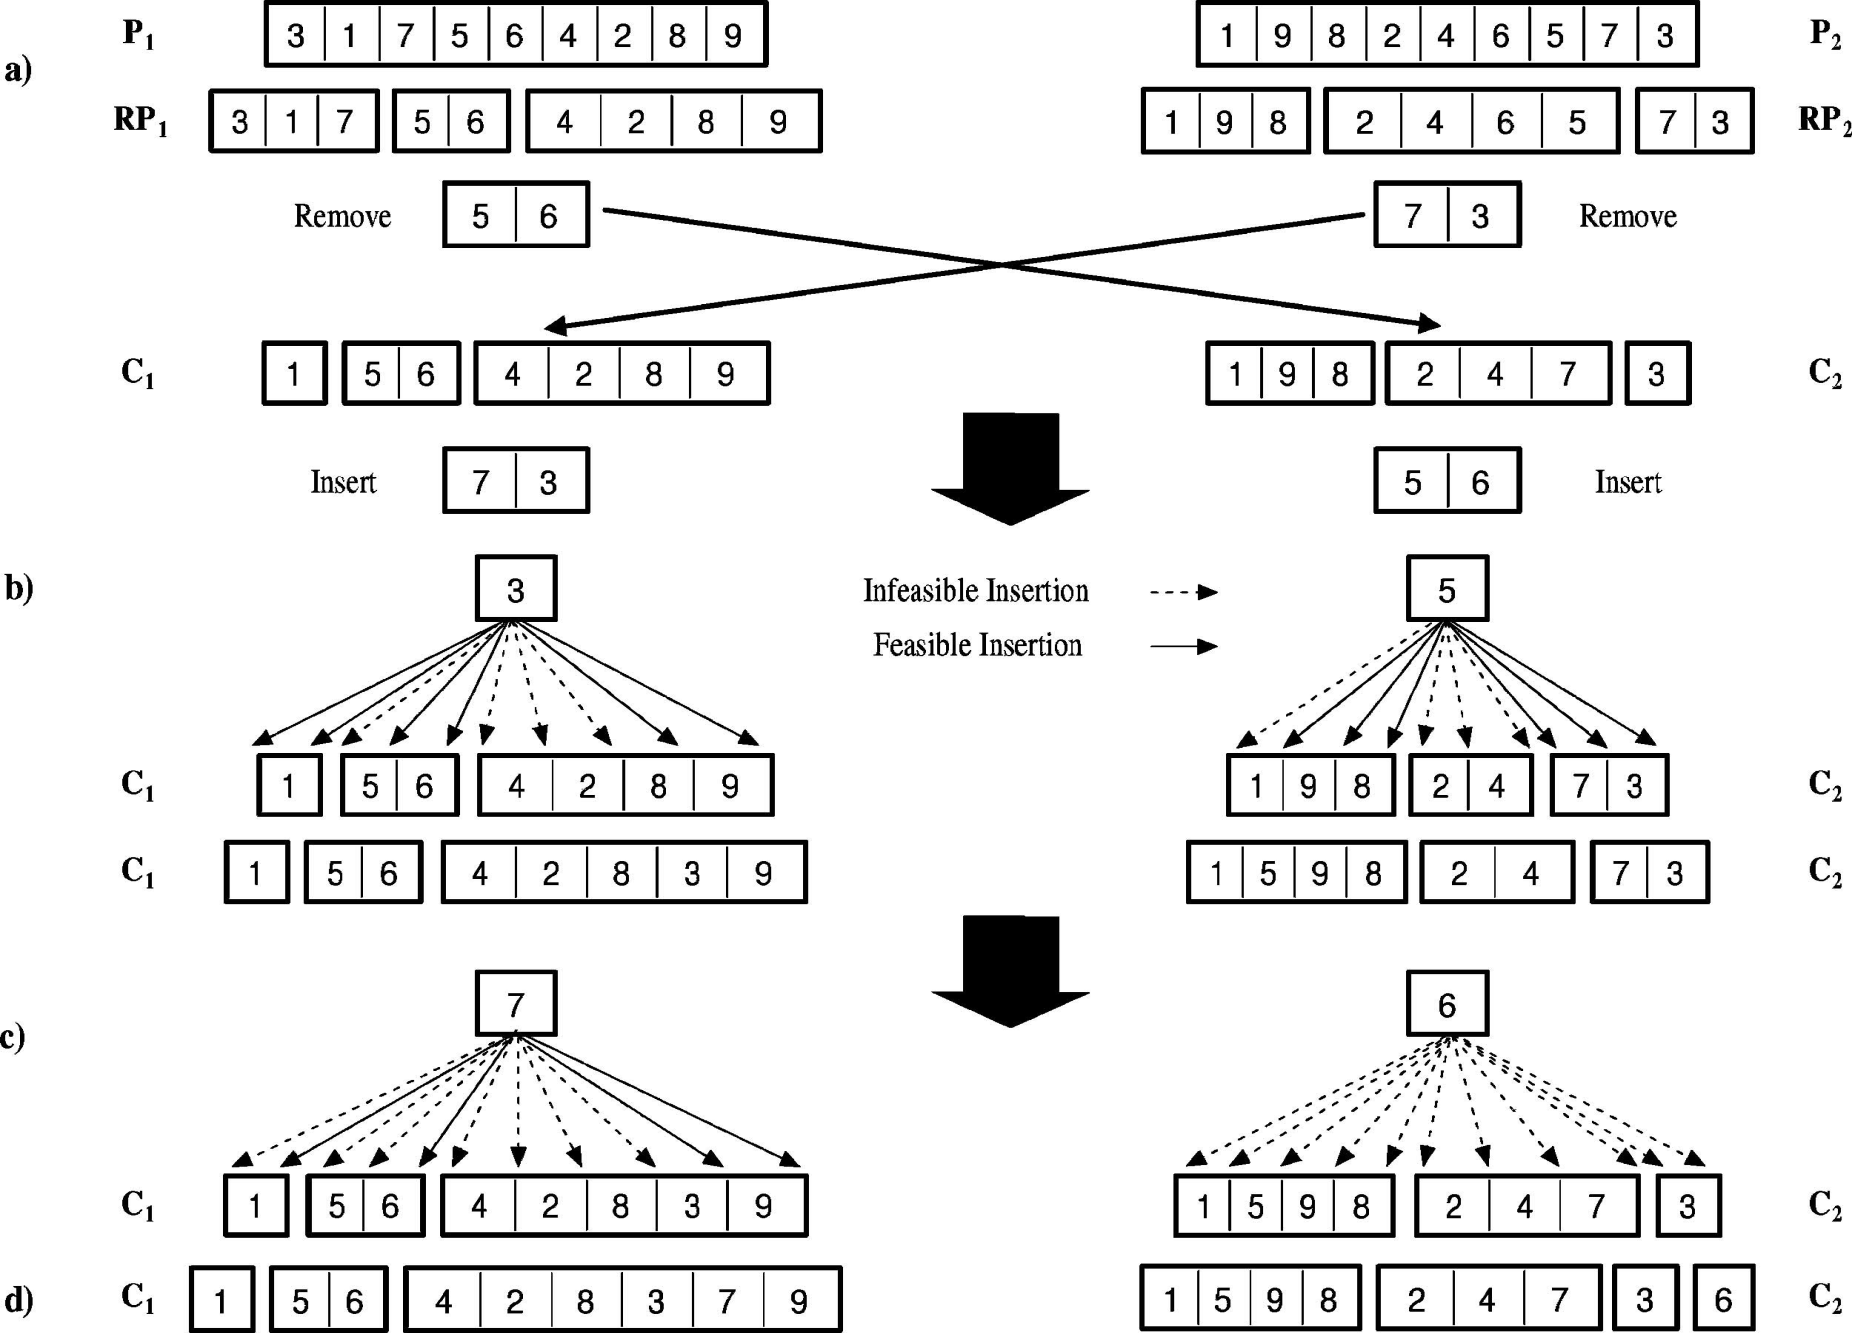 P1 3 1 7 5 6 4 2 8 9 1 9 8 2 4 6 5 7 3 P2
a)
RP1 3 1 7 5 6 4 2 8 9 1 9 8 2 4 6 5 7 3 RP2
Remove 5 6 7 3 Remove
C1 1 5 6 4 2 8 9 1 9 8 2 4 7 3 C2
Insert 7 3 5 6 Insert
b) 3 Infeasible Insertion 5
Feasible Insertion
C1 1 5 6 4 2 8 9 1 9 8 2 4 7 3 C2
C1 1 5 6 4 2 8 3 9 1 5 9 8 2 4 7 3 C2
7 6
c)
C1 1 5 6 4 2 8 3 9 1 5 9 8 2 4 7 3 C2
d) C1 1 5 6 4 2 8 3 7 9 1 5 9 8 2 4 7 3 6 C2